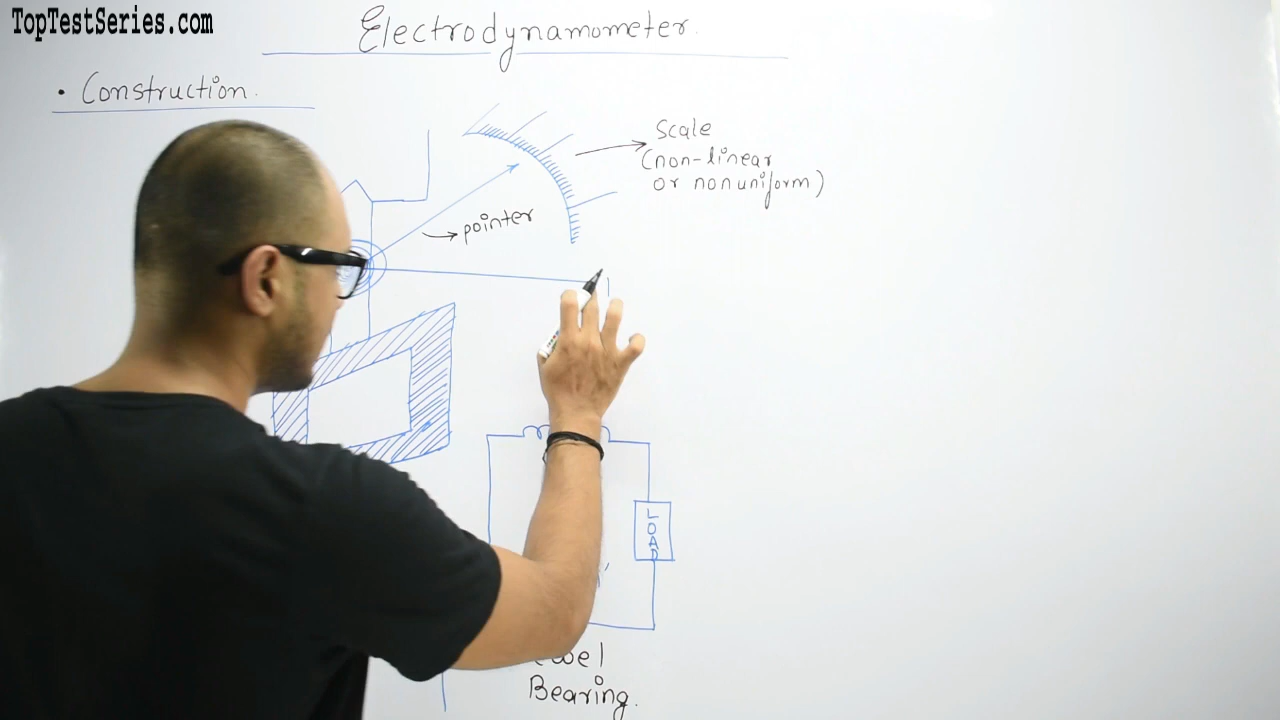 TopTestSeries.com
Electrodynamometer
• Construction.
Scale
(non-linear
or nonuniform)
pointer
LOAD
Bearing.